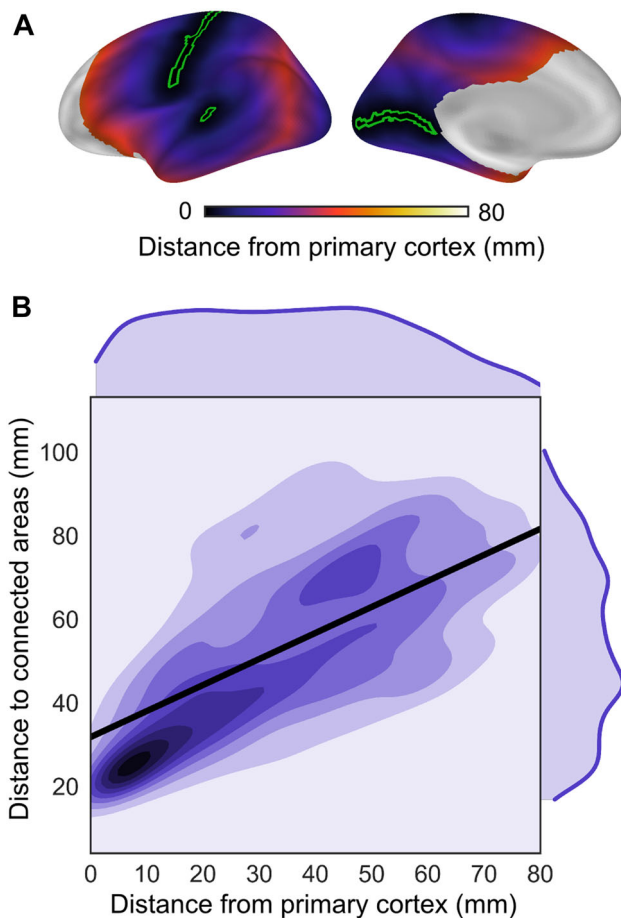 A
0 80
Distance from primary cortex (mm)
B
Distance to connected areas (mm)
100
80
60
40
20
0 10 20 30 40 50 60 70 80
Distance from primary cortex (mm)